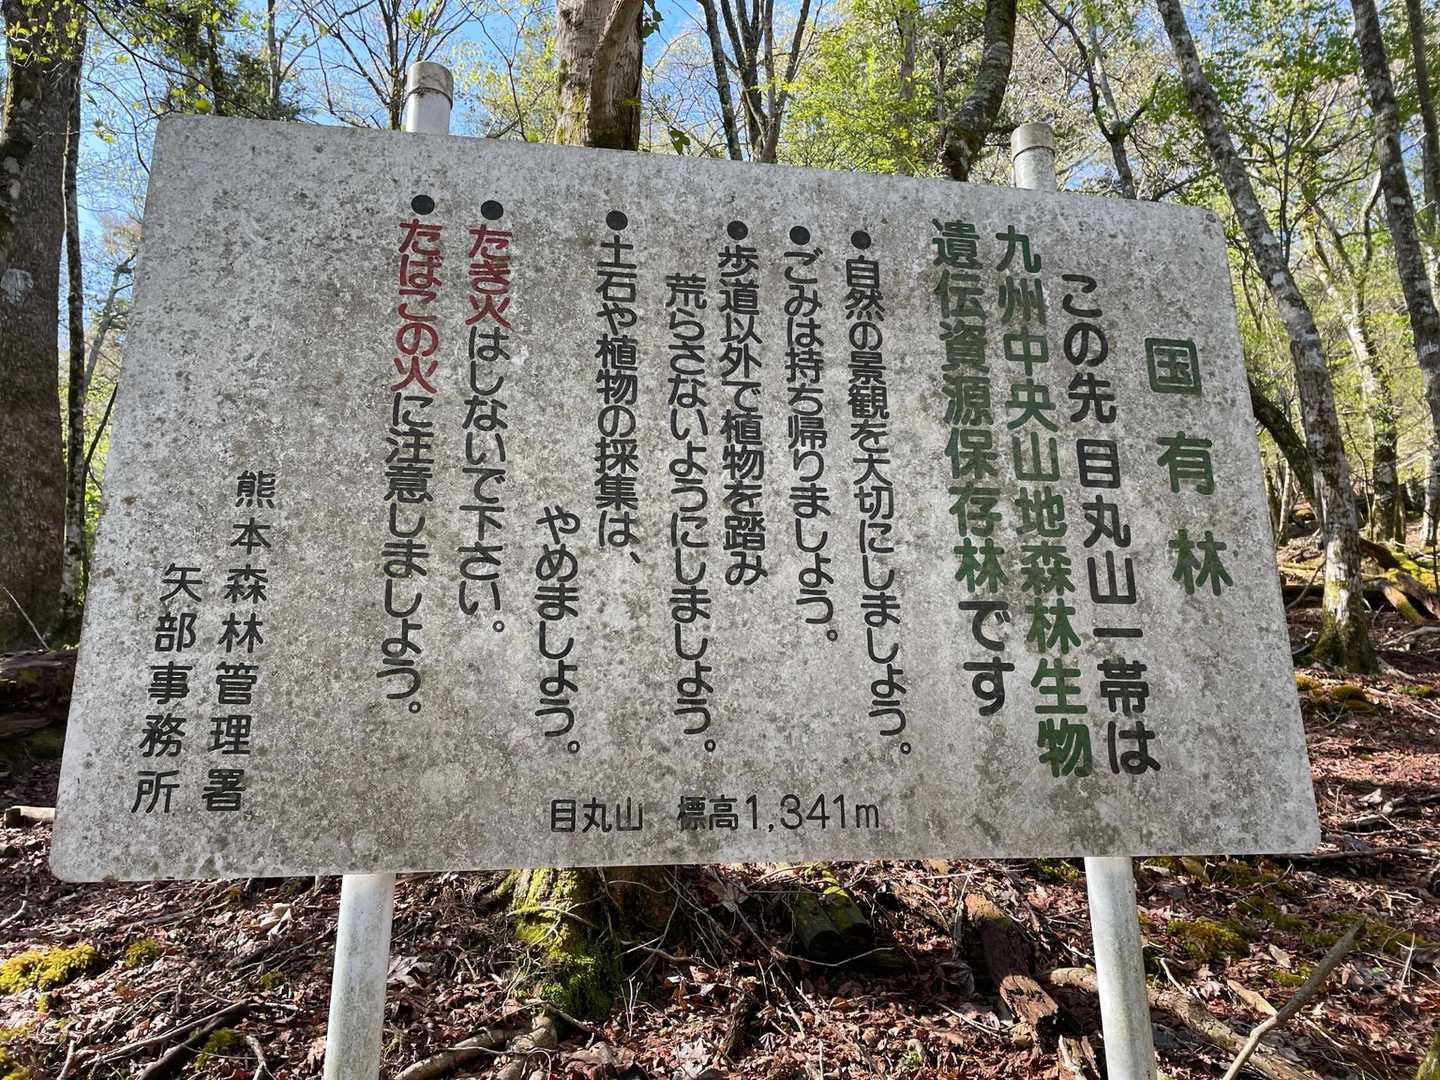 国有林
この先目丸山一帯は
九州中央山地森林生物
遺伝資源保存林です
●自然の景観を大切にしましょう。
●ごみは持ち帰りましょう。
●歩道以外で植物を踏み
荒らさないようにしましょう。
●土石や植物の採集は、
やめましょう。
●たき火はしないで下さい。
●たばこの火に注意しましょう。
熊本森林管理署
矢部事務所
目丸山 標高1,341m